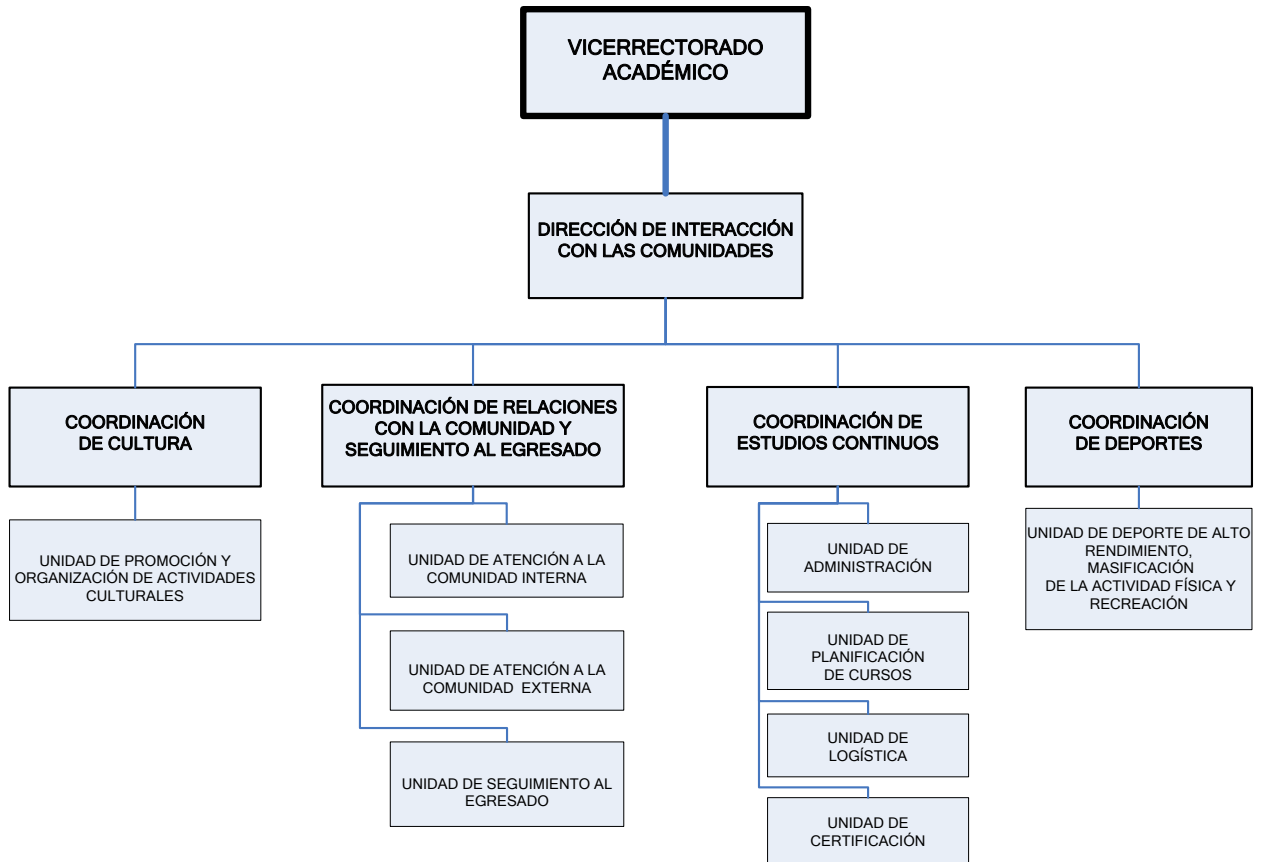 VICERRECTORADO
ACADÉMICO
DIRECCIÓN DE INTERACCIÓN
CON LAS COMUNIDADES
COORDINACIÓN
DE CULTURA
UNIDAD DE PROMOCIÓN Y
ORGANIZACIÓN DE ACTIVIDADES
CULTURALES
COORDINACIÓN DE RELACIONES
CON LA COMUNIDAD Y
SEGUIMIENTO AL EGRESADO
UNIDAD DE ATENCIÓN A LA
COMUNIDAD INTERNA
UNIDAD DE ATENCIÓN A LA
COMUNIDAD EXTERNA
UNIDAD DE SEGUIMIENTO AL
EGRESADO
COORDINACIÓN DE
ESTUDIOS CONTINUOS
UNIDAD DE
ADMINISTRACIÓN
UNIDAD DE
PLANIFICACIÓN
DE CURSOS
UNIDAD DE
LOGÍSTICA
UNIDAD DE
CERTIFICACIÓN
COORDINACIÓN
DE DEPORTES
UNIDAD DE DEPORTE DE ALTO
RENDIMIENTO,
MASIFICACIÓN
DE LA ACTIVIDAD FÍSICA Y
RECREACIÓN